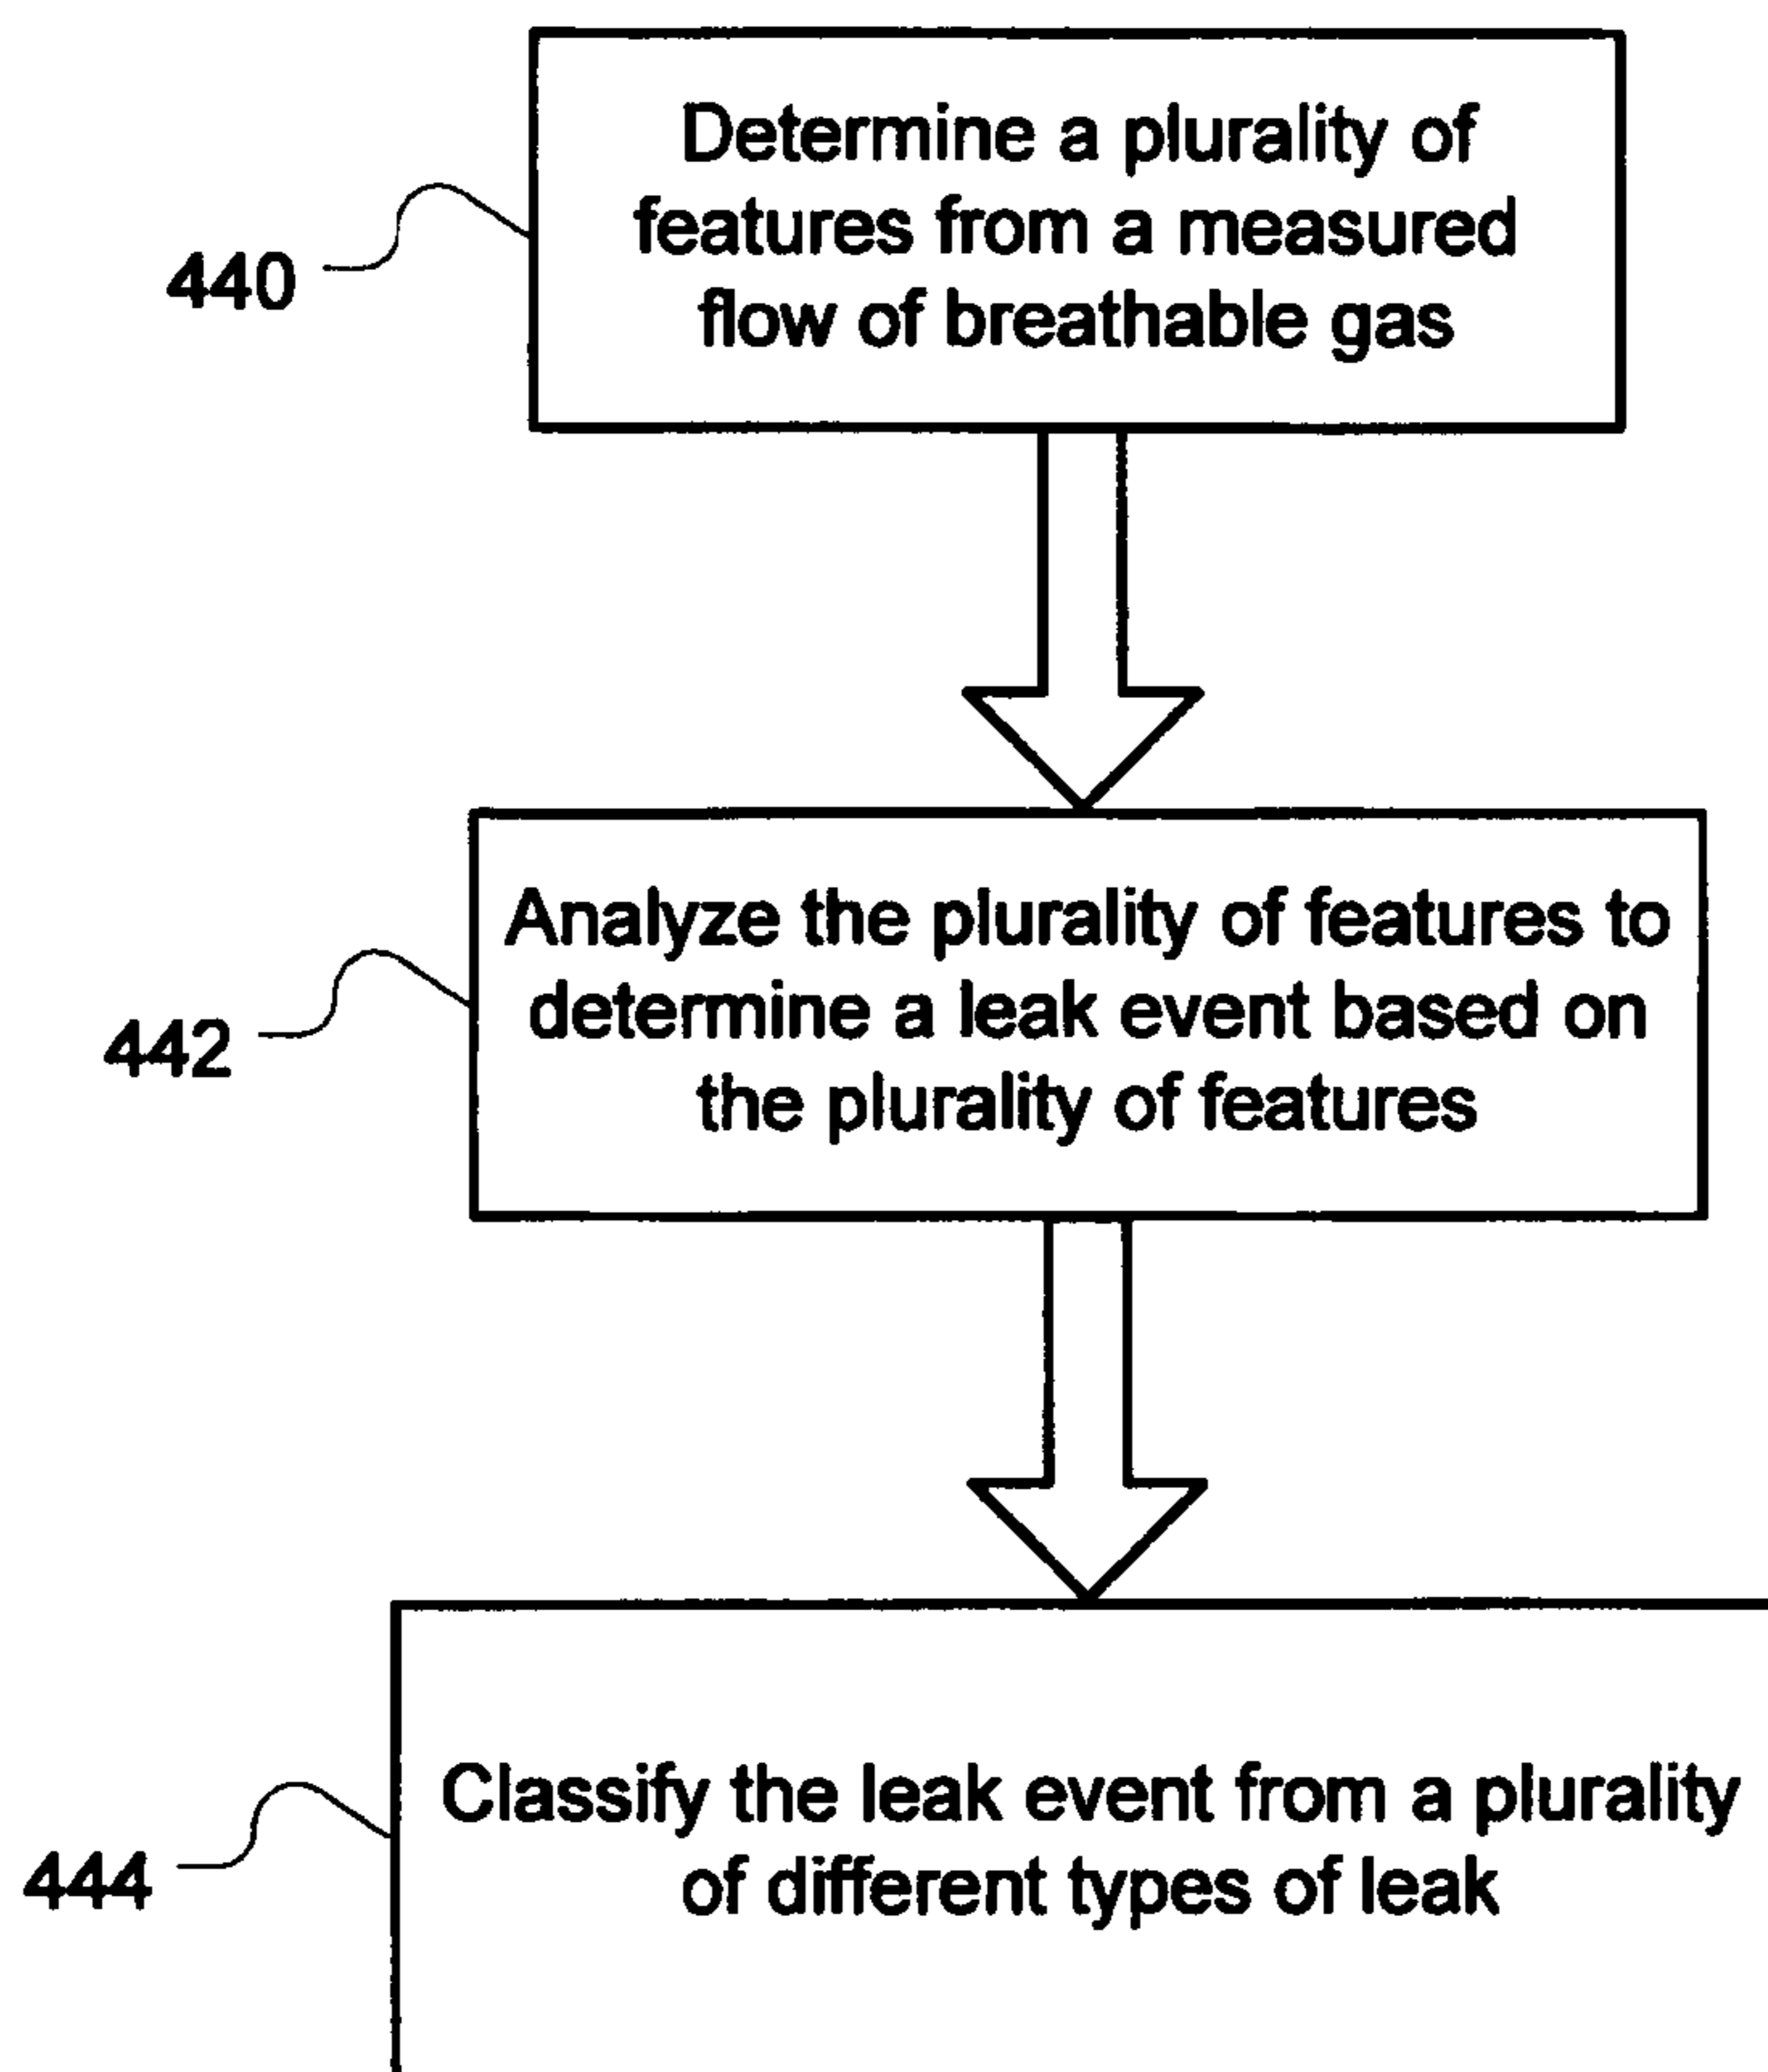 Determine a plurality of
features from a measured
flow of breathable gas
440
Analyze the plurality of features to
determine a leak event based on
the plurality of features
442
Classify the leak event from a plurality
of different types of leak
444